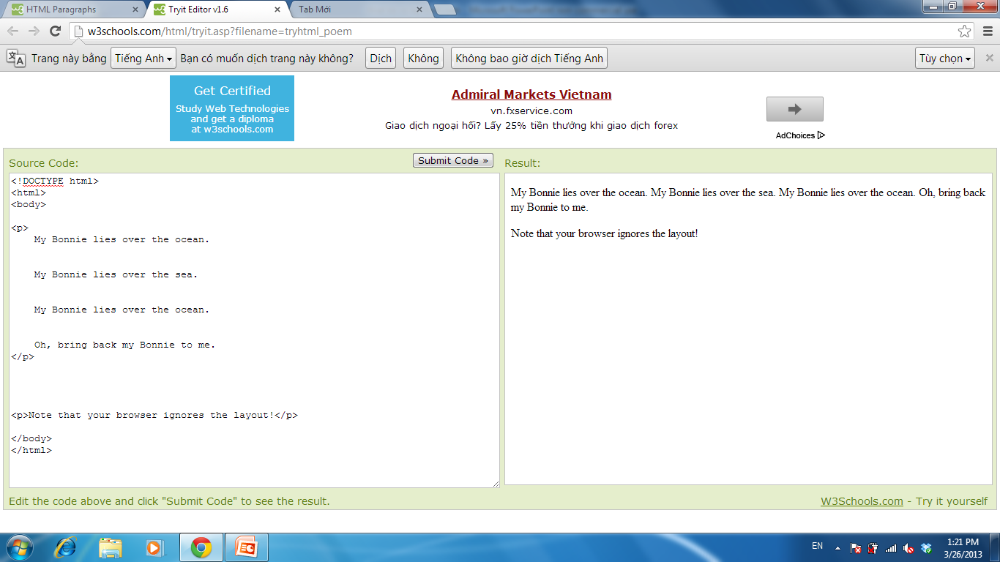 HTML Paragraphs
Tryit Editor v1.6
Tab Mới
w3schools.com/html/tryit.asp?filename=tryhtml_poem
Trang này bằng Tiếng Anh Bạn có muốn dịch trang này không? Dịch Không Không bao giờ dịch Tiếng Anh Tùy chọn
Get Certified
Study Web Technologies
and get a diploma
at w3schools.com
Admiral Markets Vietnam
vn.fxservice.com
Giao dịch ngoại hối? Lấy 25% tiền thưởng khi giao dịch forex
AdChoices
Source Code:
Submit Code »
<!DOCTYPE html>
<html>
<body>
<p>
My Bonnie lies over the ocean.
My Bonnie lies over the sea.
My Bonnie lies over the ocean.
Oh, bring back my Bonnie to me.
</p>
<p>Note that your browser ignores the layout!</p>
</body>
</html>
Result:
My Bonnie lies over the ocean. My Bonnie lies over the sea. My Bonnie lies over the ocean. Oh, bring back
my Bonnie to me.
Note that your browser ignores the layout!
Edit the code above and click "Submit Code" to see the result.
W3Schools.com - Try it yourself
EN
1:21 PM
3/26/2013